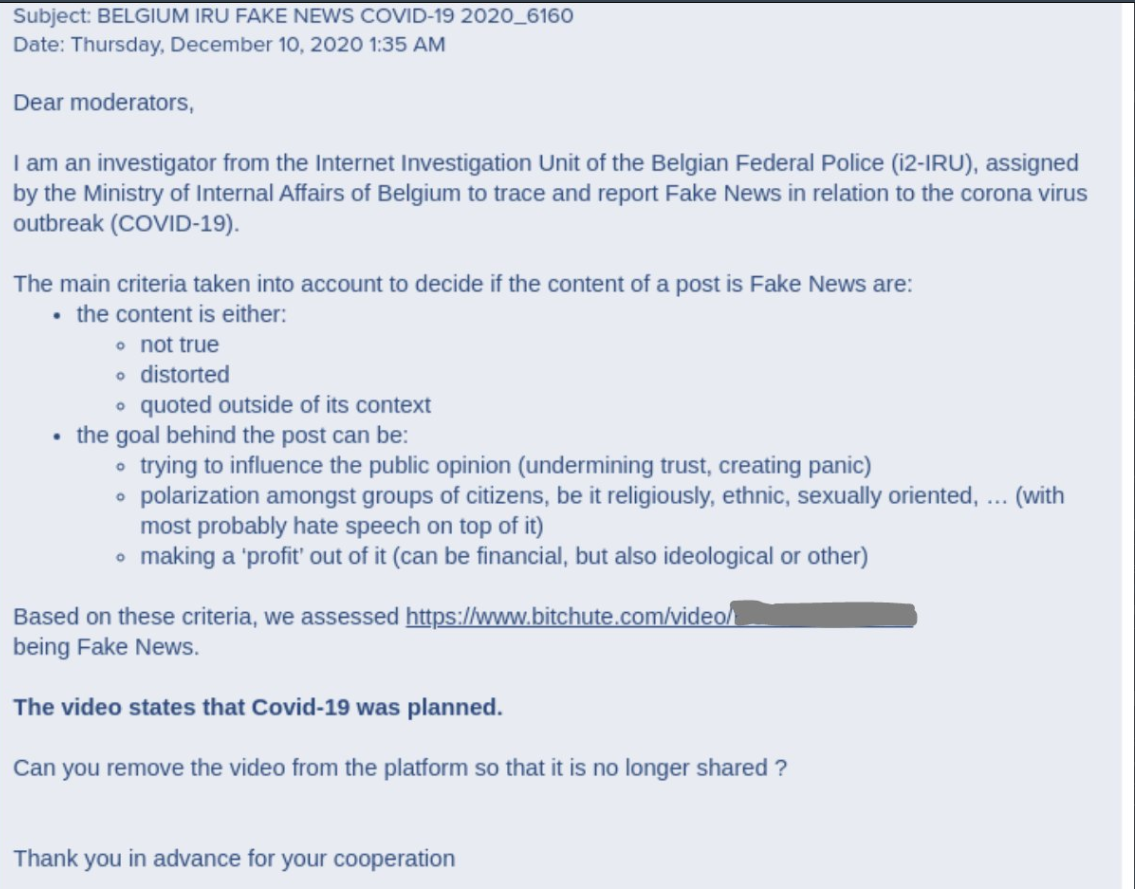 Subject: BELGIUM IRU FAKE NEWS COVID-19 2020_6160
Date: Thursday, December 10, 2020 1:35 AM
Dear moderators,
I am an investigator from the Internet Investigation Unit of the Belgian Federal Police (i2-IRU), assigned
by the Ministry of Internal Affairs of Belgium to trace and report Fake News in relation to the corona virus
outbreak (COVID-19).
The main criteria taken into account to decide if the content of a post is Fake News are:
• the content is either:
◦ not true
◦ distorted
◦ quoted outside of its context
• the goal behind the post can be:
◦ trying to influence the public opinion (undermining trust, creating panic)
◦ polarization amongst groups of citizens, be it religiously, ethnic, sexually oriented, … (with
most probably hate speech on top of it)
◦ making a ‘profit’ out of it (can be financial, but also ideological or other)
Based on these criteria, we assessed https://www.bitchute.com/video/
being Fake News.
The video states that Covid-19 was planned.
Can you remove the video from the platform so that it is no longer shared ?
Thank you in advance for your cooperation